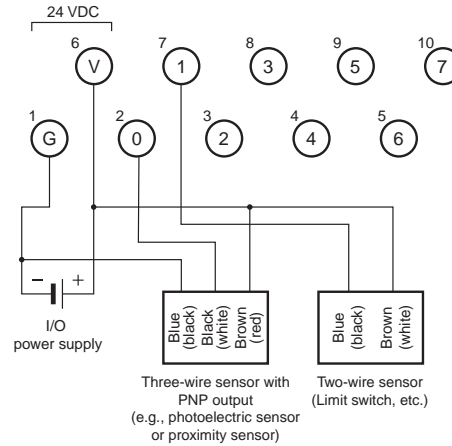 24 VDC
6 7 8 9 10
V 1 3 5 7
1 2 3 4 5
G 0 2 4 6
− +
I/O
power supply
Blue
(black)
Black
(white)
Brown
(red)
Blue
(black)
Brown
(white)
Three-wire sensor with
PNP output
(e.g., photoelectric sensor
or proximity sensor)
Two-wire sensor
(Limit switch, etc.)